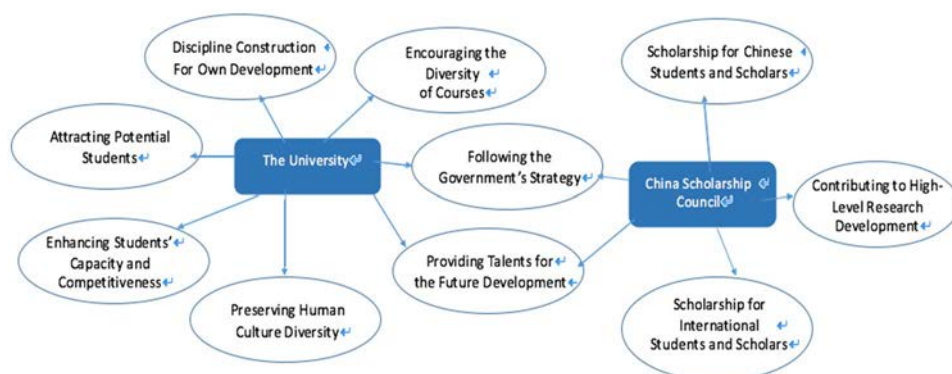 Discipline Construction
For Own Development
Encouraging the
Diversity
of Courses
Scholarship for Chinese
Students and Scholars
Attracting Potential
Students
The University
Following the
Government's Strategy
China Scholarship
Council
Contributing to High-
Level Research
Development
Enhancing Students'
Capacity and
Competitiveness
Providing Talents for
the Future Development
Preserving Human
Culture Diversity
Scholarship for
International
Students and Scholars